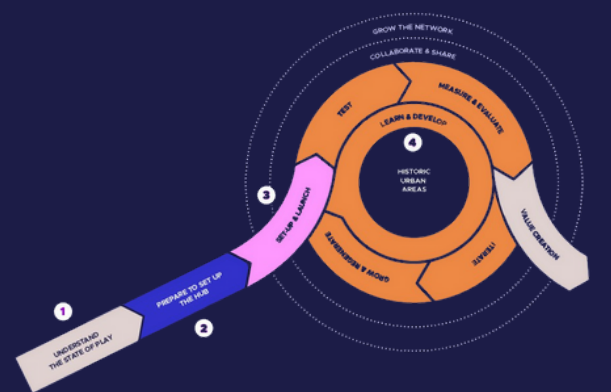 GROW THE NETWORK
COLLABORATE & SHARE
TEST
MEASURE & EVALUATE
LEARN & DEVELOP
4
HISTORIC
URBAN
AREAS
3
SET-UP & LAUNCH
VALUE CREATION
ITERATE
GROW & REGENERATE
PREPARE TO SET UP
THE HUB
2
1
UNDERSTAND
THE STATE OF PLAY